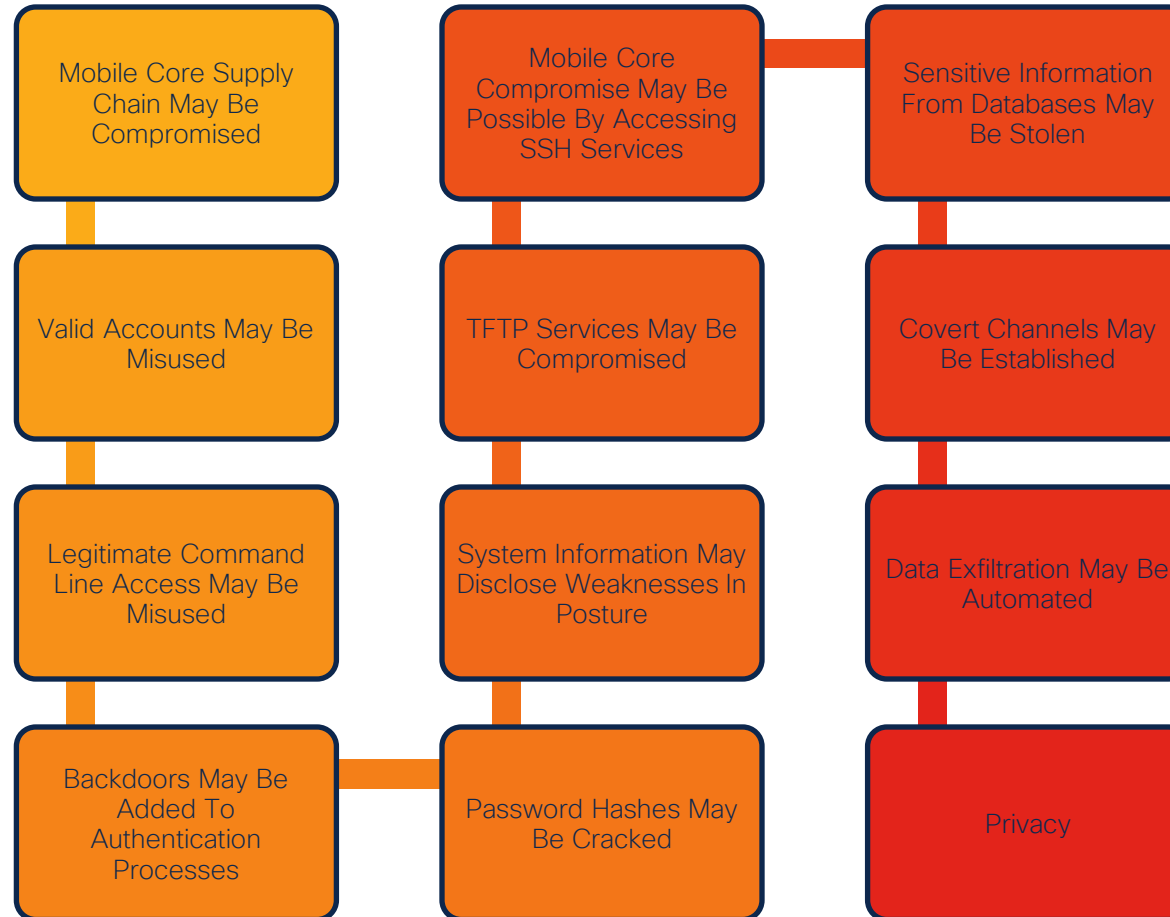 Mobile Core Supply
Chain May Be
Compromised
Valid Accounts May Be
Misused
Legitimate Command
Line Access May Be
Misused
Backdoors May Be
Added To
Authentication
Processes
Password Hashes May
Be Cracked
System Information May
Disclose Weaknesses In
Posture
TFTP Services May Be
Compromised
Mobile Core
Compromise May Be
Possible By Accessing
SSH Services
Sensitive Information
From Databases May
Be Stolen
Covert Channels May
Be Established
Data Exfiltration May Be
Automated
Privacy